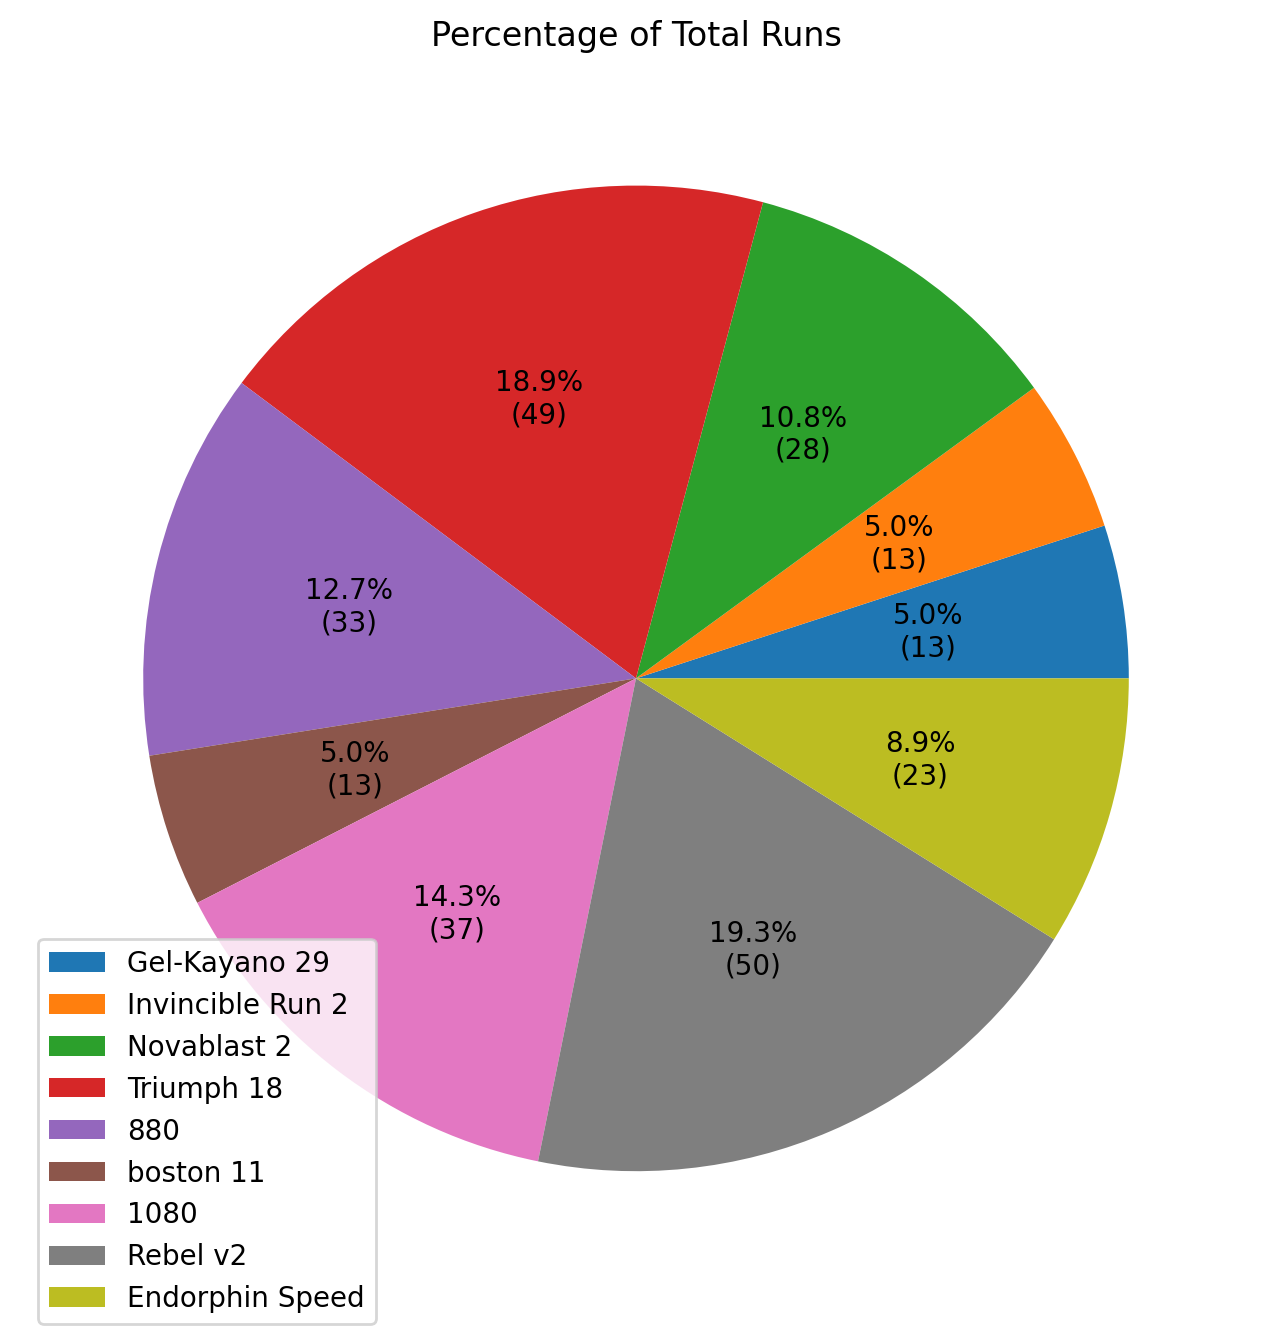 Percentage of Total Runs
18.9%
(49)
10.8%
(28)
5.0%
(13)
5.0%
(13)
12.7%
(33)
5.0%
(13)
8.9%
(23)
14.3%
(37)
19.3%
(50)
Gel-Kayano 29
Invincible Run 2
Novablast 2
Triumph 18
880
boston 11
1080
Rebel v2
Endorphin Speed